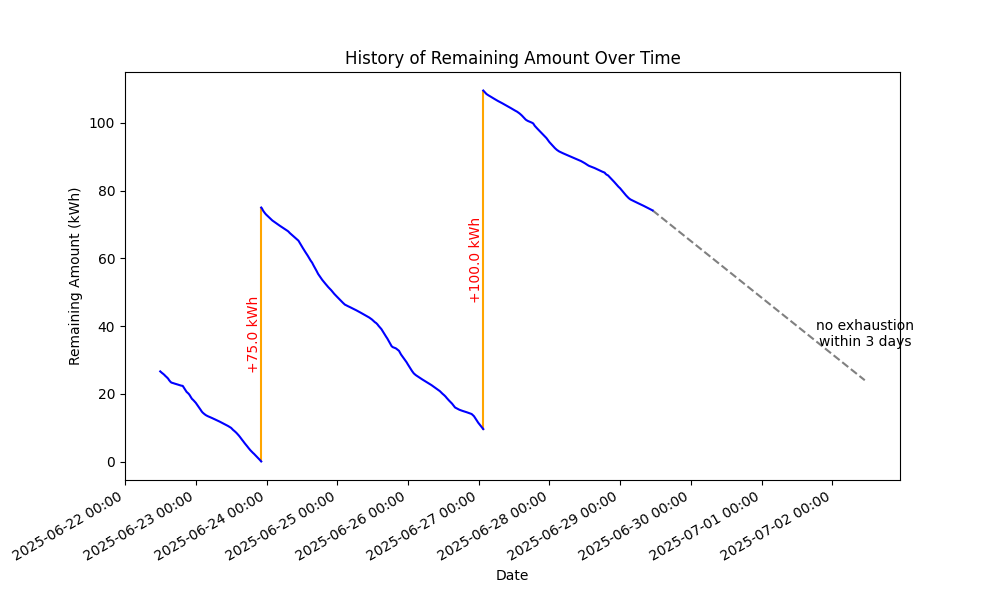 History of Remaining Amount Over Time
Remaining Amount (kWh)
100
80
60
40
20
0
+75.0 kWh
+100.0 kWh
no exhaustion
within 3 days
2025-06-22 00:00
2025-06-23 00:00
2025-06-24 00:00
2025-06-25 00:00
2025-06-26 00:00
2025-06-27 00:00
2025-06-28 00:00
2025-06-29 00:00
2025-06-30 00:00
2025-07-01 00:00
2025-07-02 00:00
Date